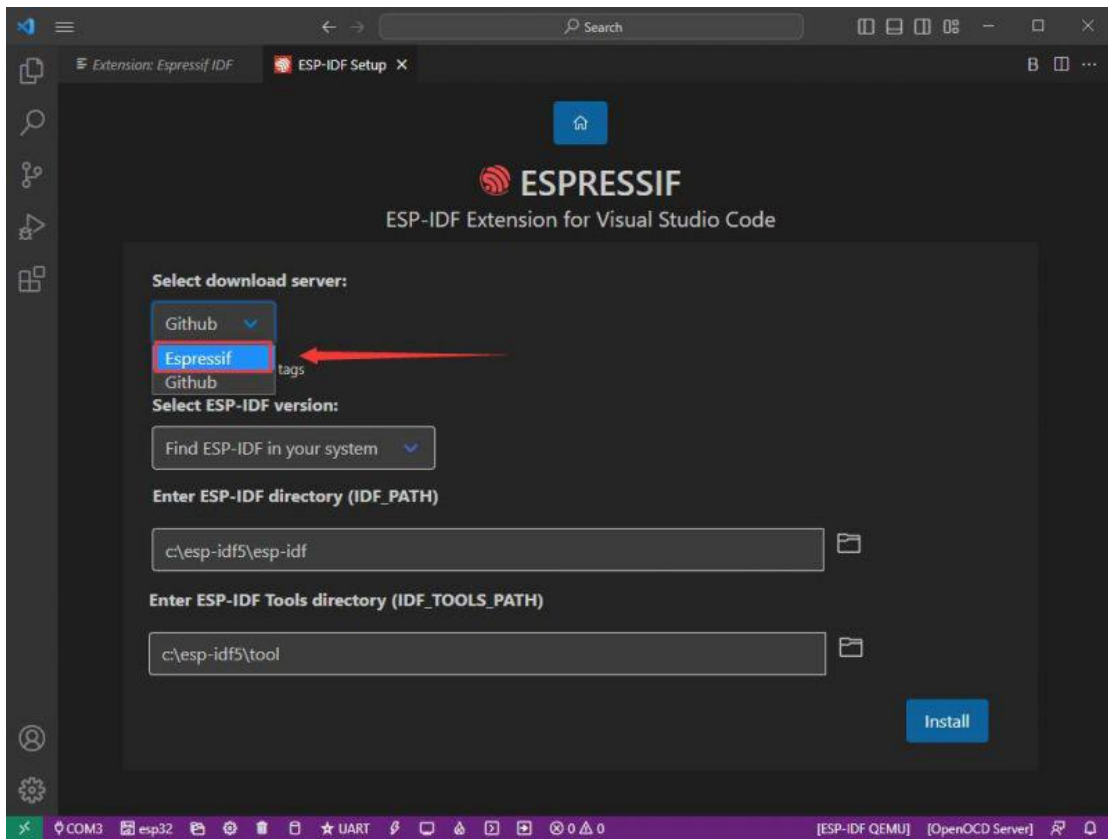 Search
Extension: Espressif IDF
ESP-IDF Setup
B
ESPRESSIF
ESP-IDF Extension for Visual Studio Code
Select download server:
Github
Espressif
Github
tags
Select ESP-IDF version:
Find ESP-IDF in your system
Enter ESP-IDF directory (IDF_PATH)
c:\esp-idf5\esp-idf
Enter ESP-IDF Tools directory (IDF_TOOLS_PATH)
c:\esp-idf5\tool
Install
COM3 esp32 UART 0 0 [ESP-IDF QEMU] [OpenOCD Server]